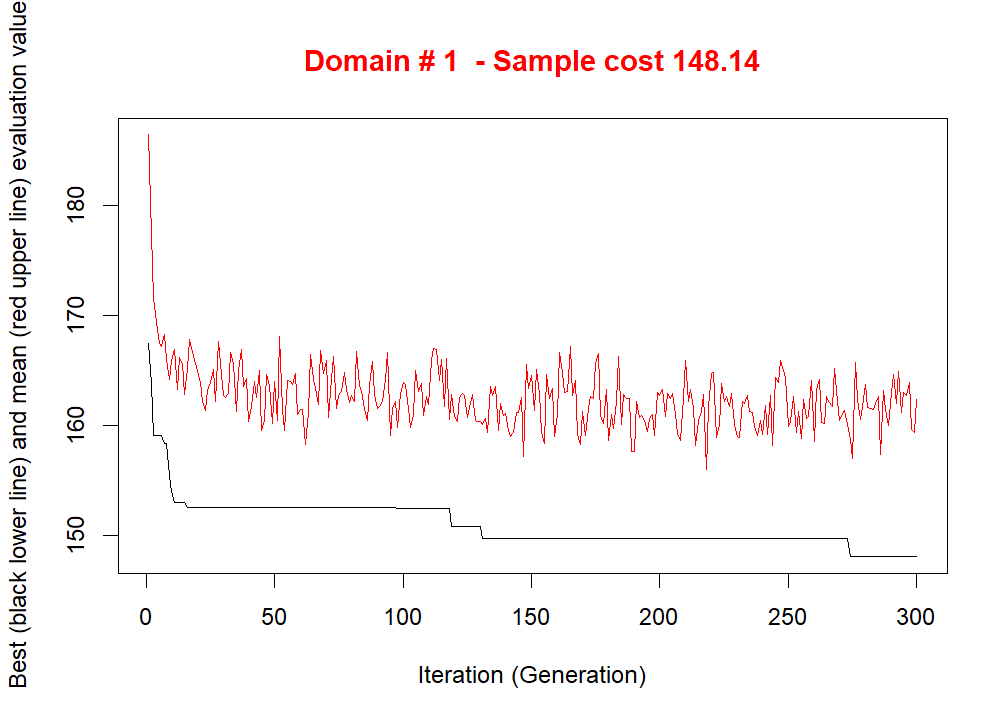 Domain # 1  - Sample cost 148.14
Best (black lower line) and mean (red upper line) evaluation value
180
170
160
150
0 50 100 150 200 250 300
Iteration (Generation)